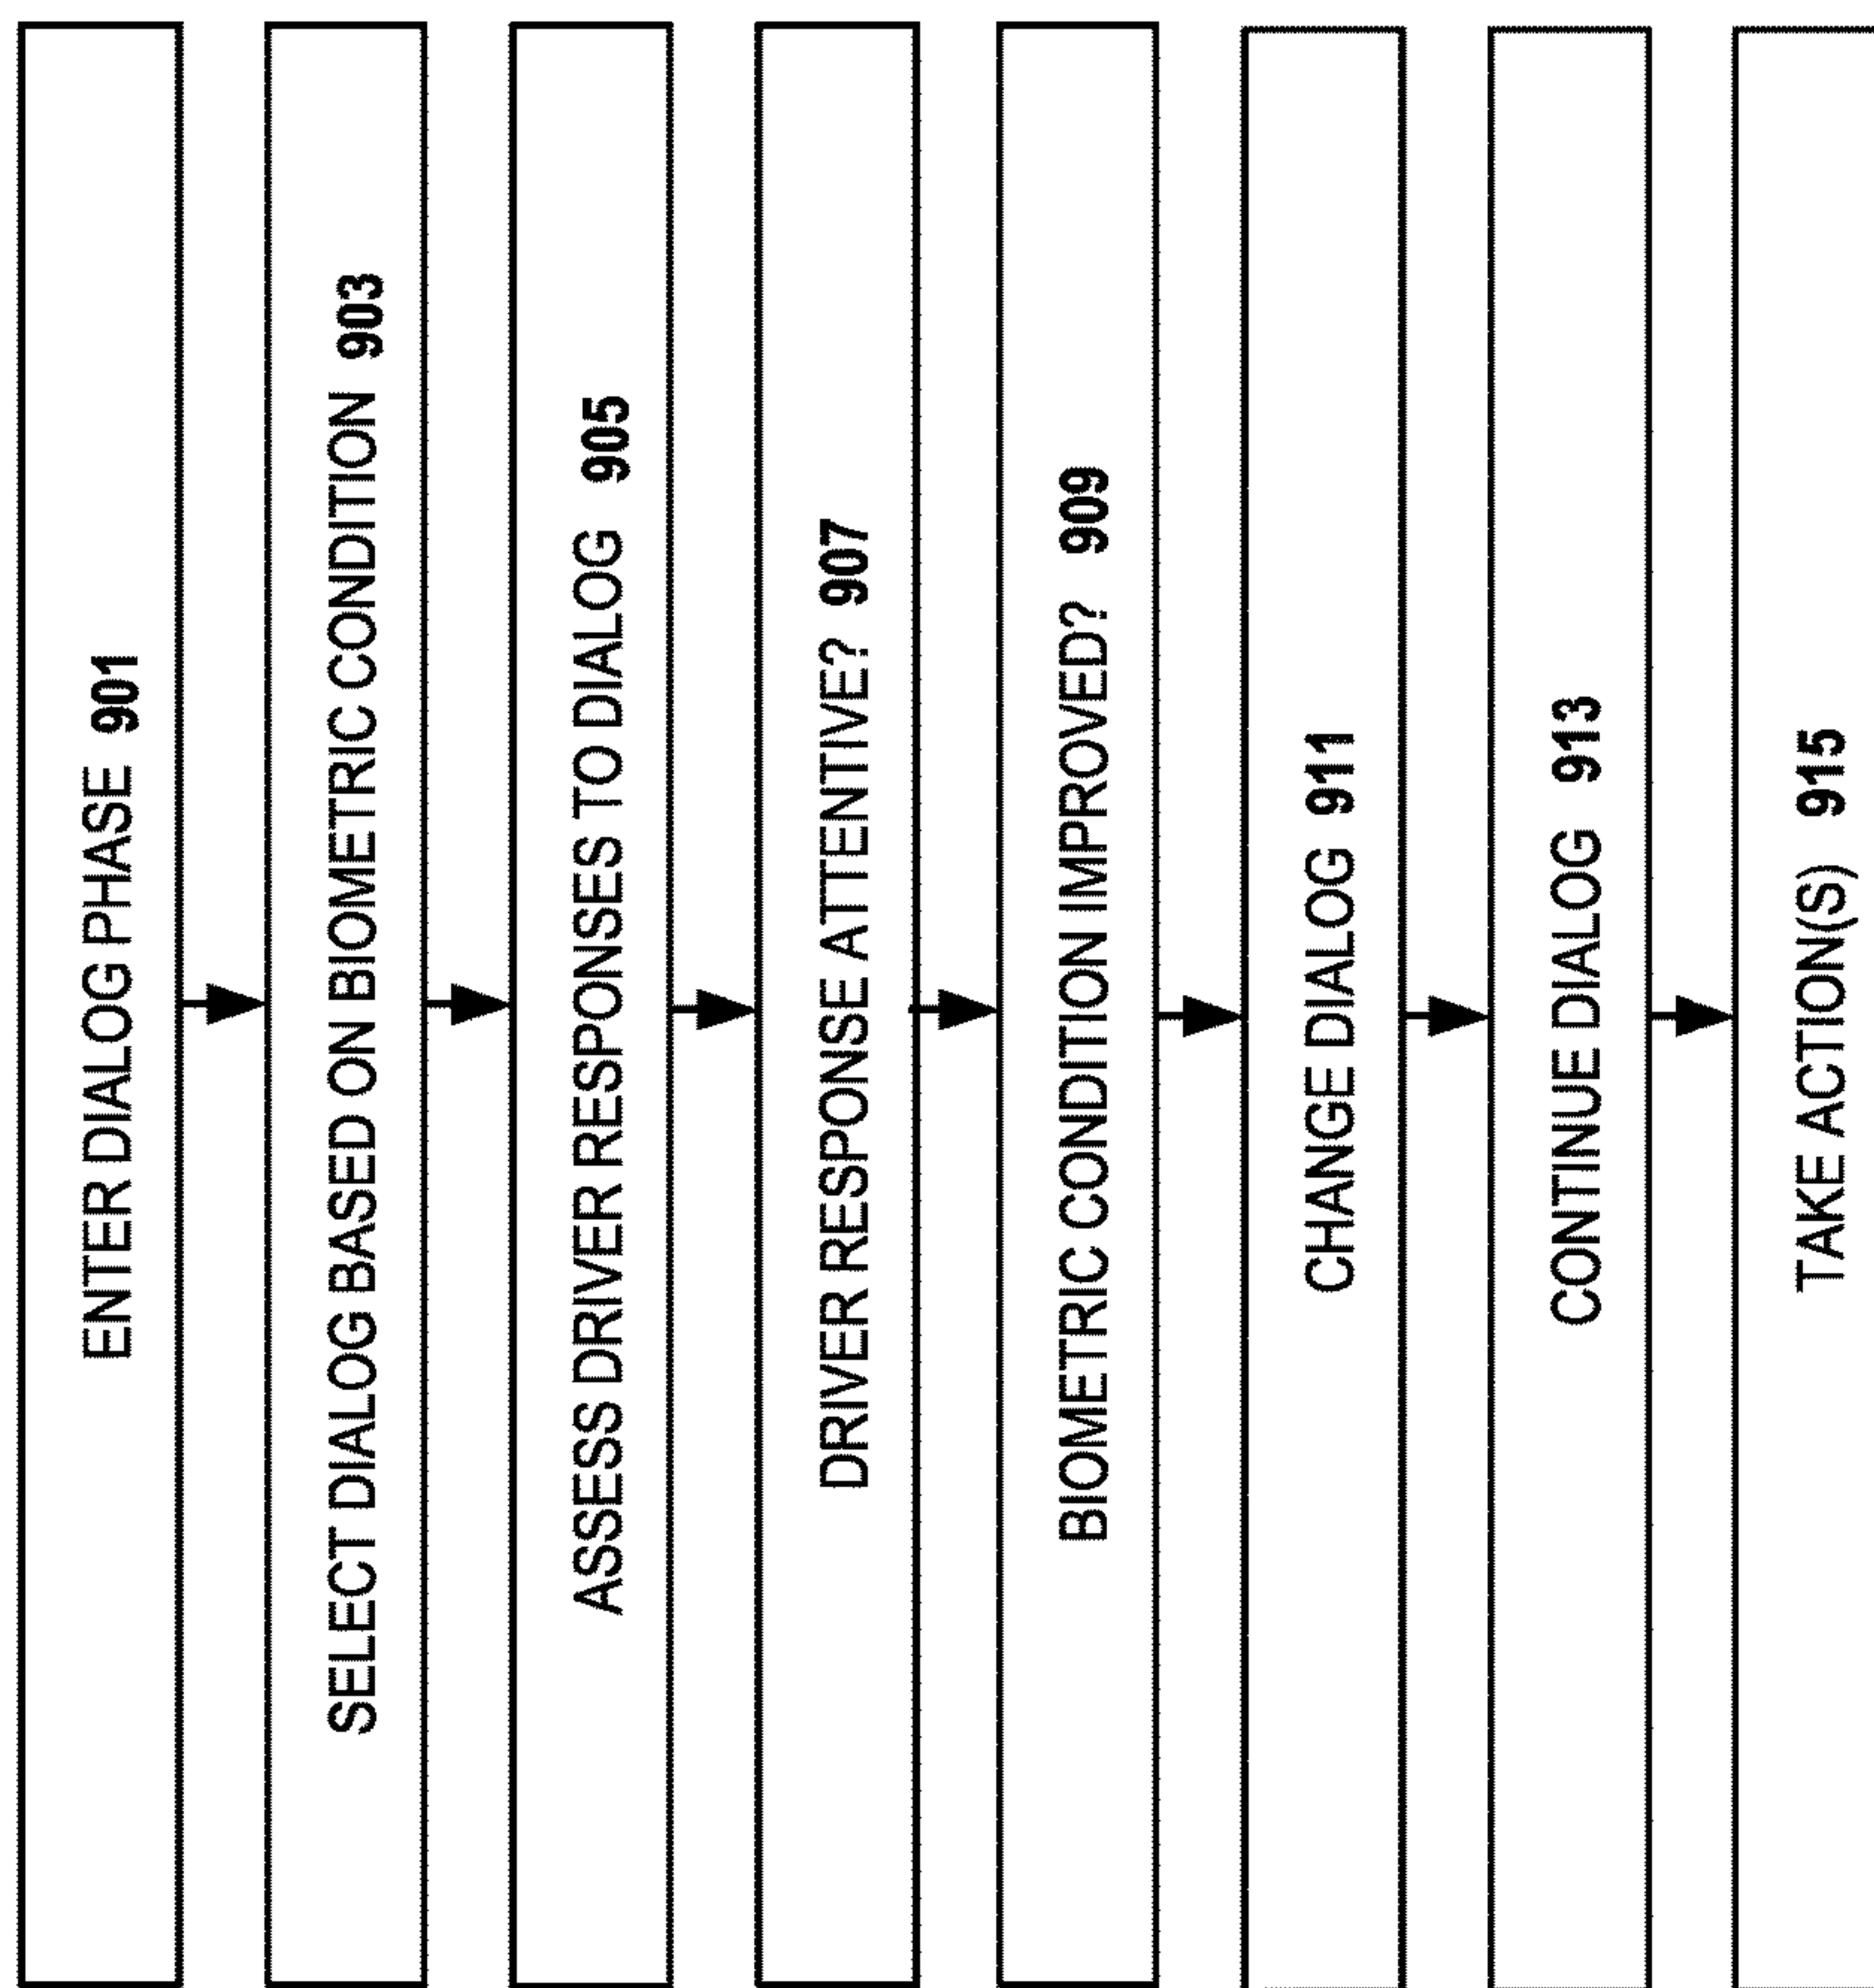 ENTER DIALOG PHASE 901
SELECT DIALOG BASED ON BIOMETRIC CONDITION 903
ASSESS DRIVER RESPONSES TO DIALOG 905
DRIVER RESPONSE ATTENTIVE? 907
BIOMETRIC CONDITION IMPROVED? 909
CHANGE DIALOG 911
CONTINUE DIALOG 913
TAKE ACTION(S) 915